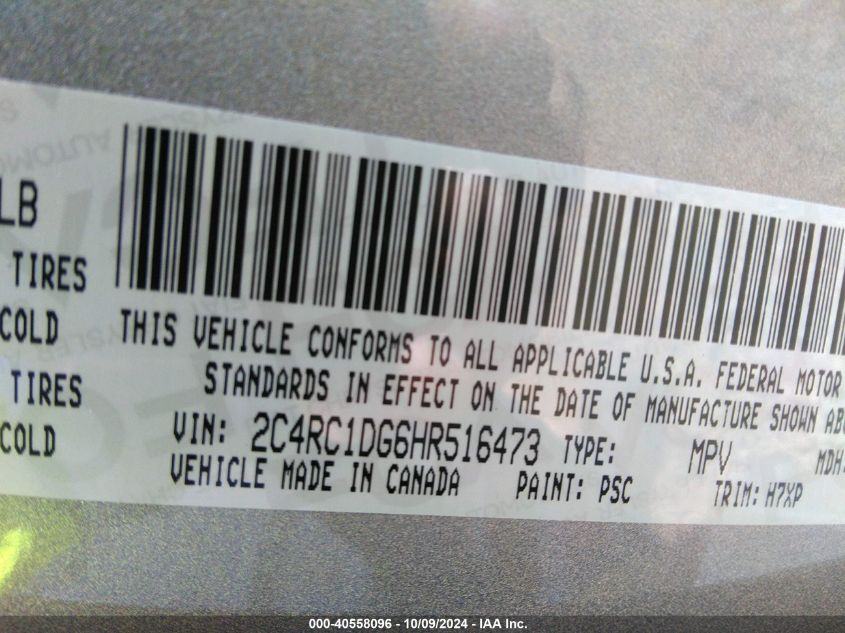 LB
TIRES
COLD
TIRES
COLD
THIS VEHICLE CONFORMS TO ALL APPLICABLE U.S.A. FEDERAL MOTOR
STANDARDS IN EFFECT ON THE DATE OF MANUFACTURE SHOWN ABO
VIN: 2C4RC1DG6HR516473 TYPE: MPV MDH:
VEHICLE MADE IN CANADA PAINT: PSC TRIM: H7XP
000-40558096 - 10/09/2024 - IAA Inc.